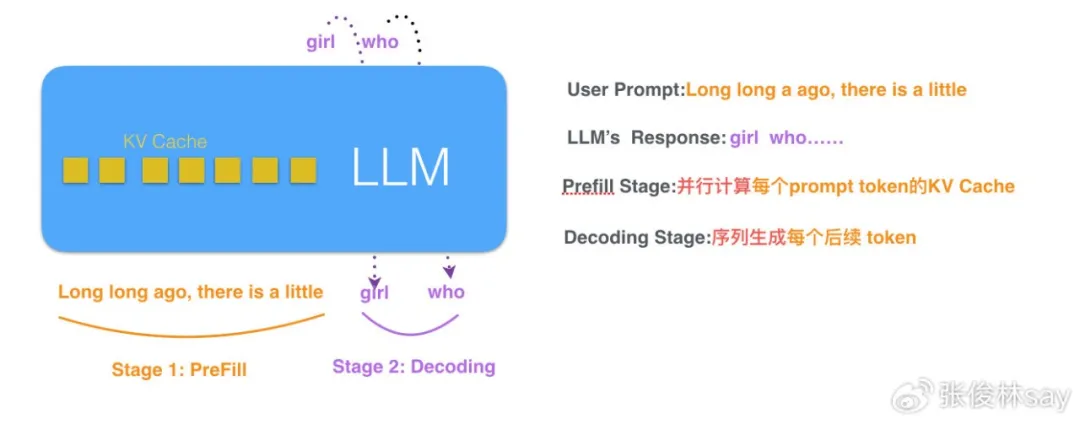 girl who
KV Cache
LLM
Long long ago, there is a little
girl
who
Stage 1: PreFill
Stage 2: Decoding
User Prompt:Long long a ago, there is a little
LLM's Response: girl who……
Prefill Stage:并行计算每个prompt token的KV Cache
Decoding Stage:序列生成每个后续 token
张俊林say